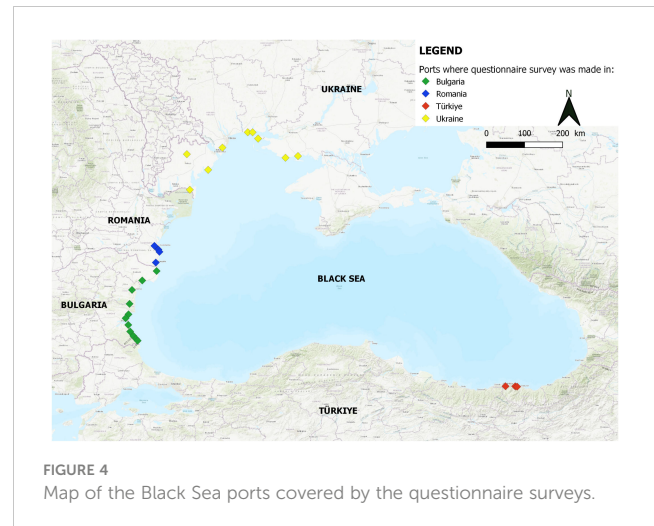 LEGEND
Ports where questionnaire survey was made in:
Bulgaria
Romania
Türkiye
Ukraine
N
0 100 200 km
UKRAINE
ROMANIA
BLACK SEA
BULGARIA
TÜRKIYE
FIGURE 4
Map of the Black Sea ports covered by the questionnaire surveys.